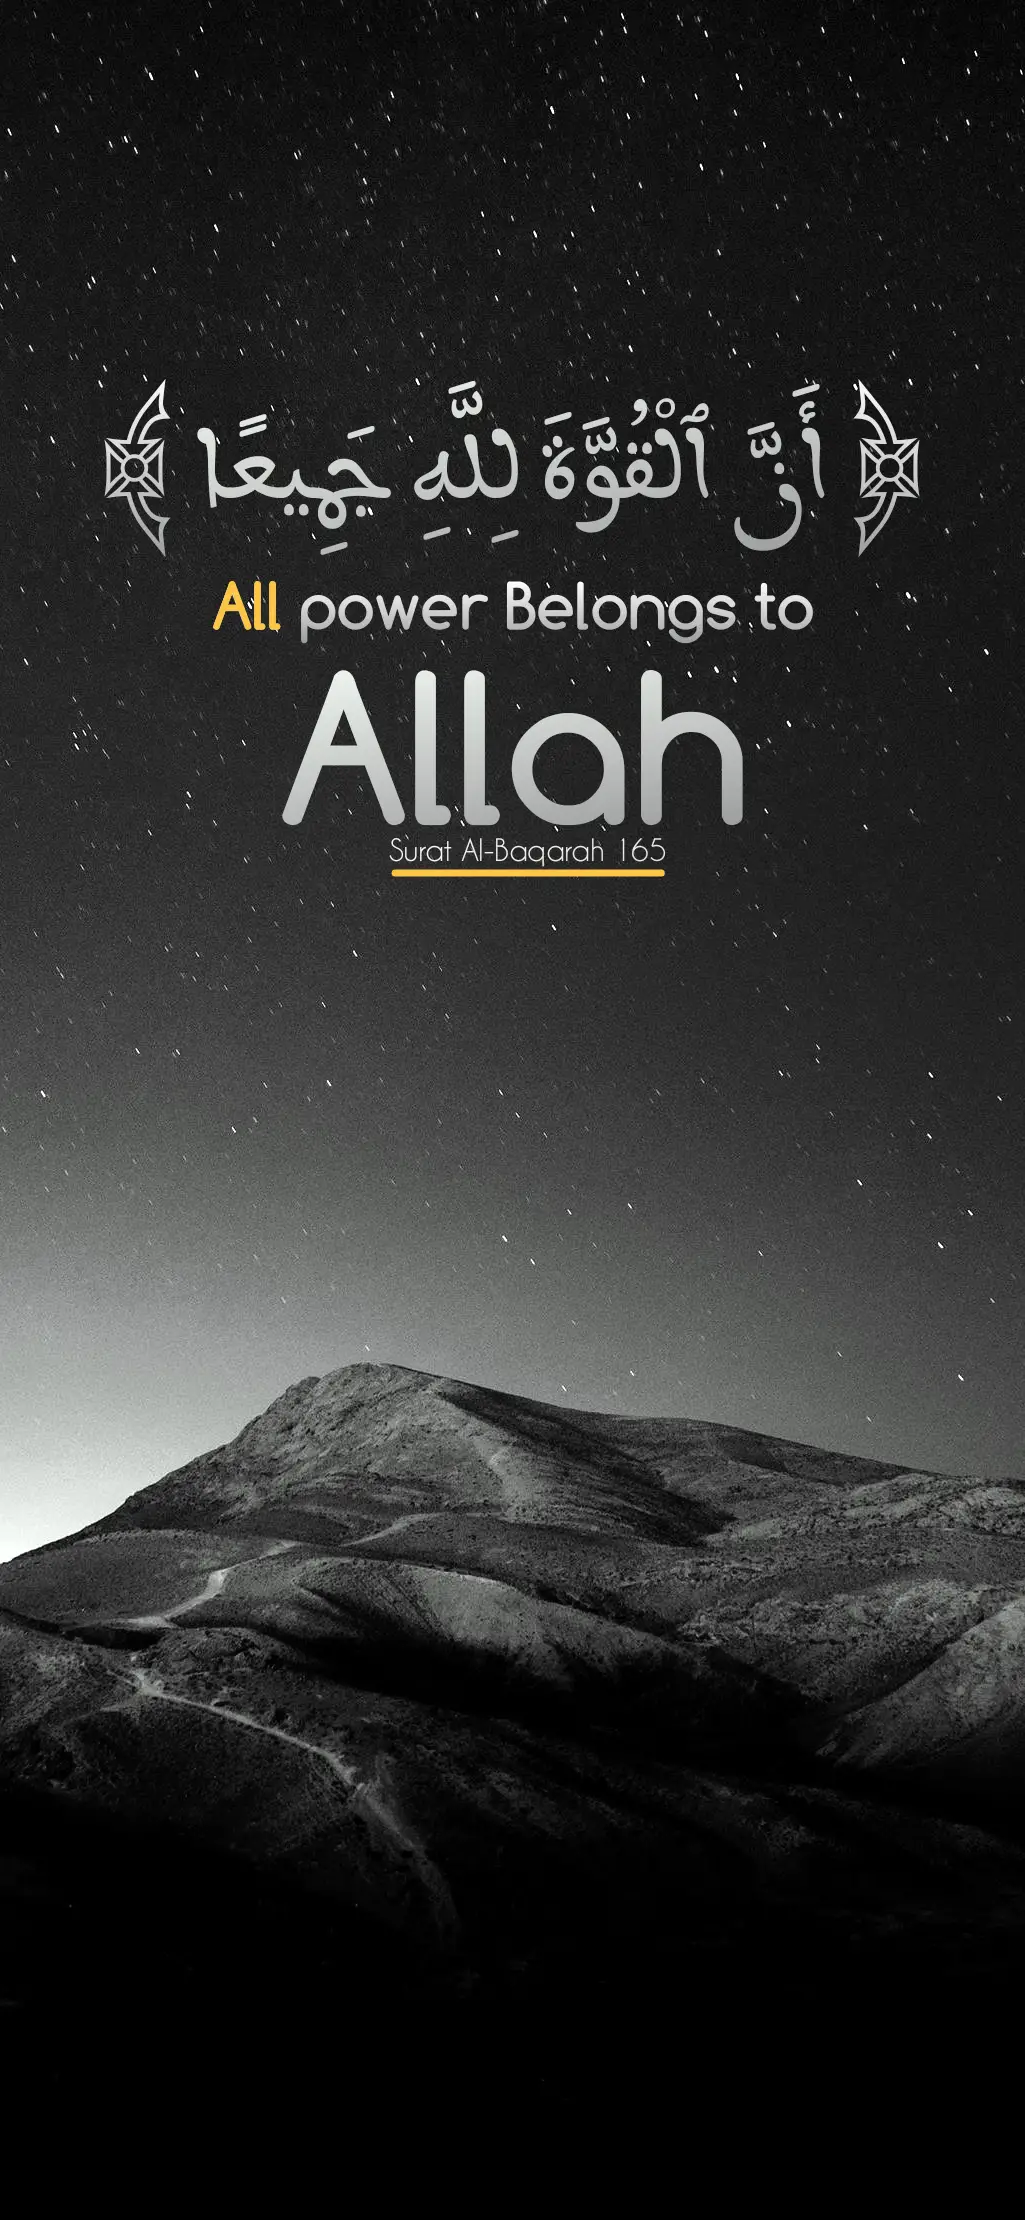 ﴿ أَنَّ ٱلْقُوَّةَ لِلَّهِ جَمِيعًا ﴾
All power Belongs to
Allah
Surat Al-Baqarah 165